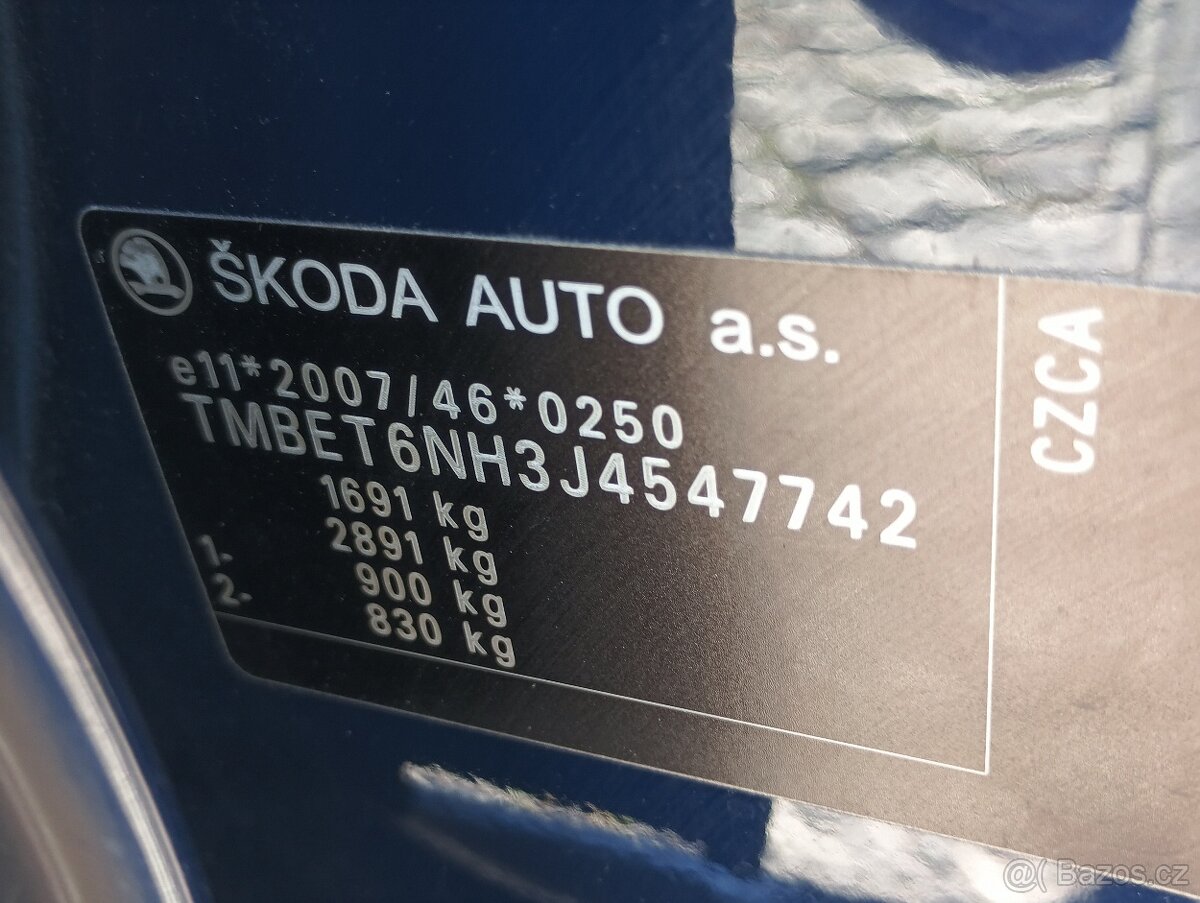 ŠKODA AUTO a.s.
e11*2007/46*0250
TMBET6NH3J4547742
1691 kg
2891 kg
1- 900 kg
2- 830 kg
CZCA
@( Bazos.cz